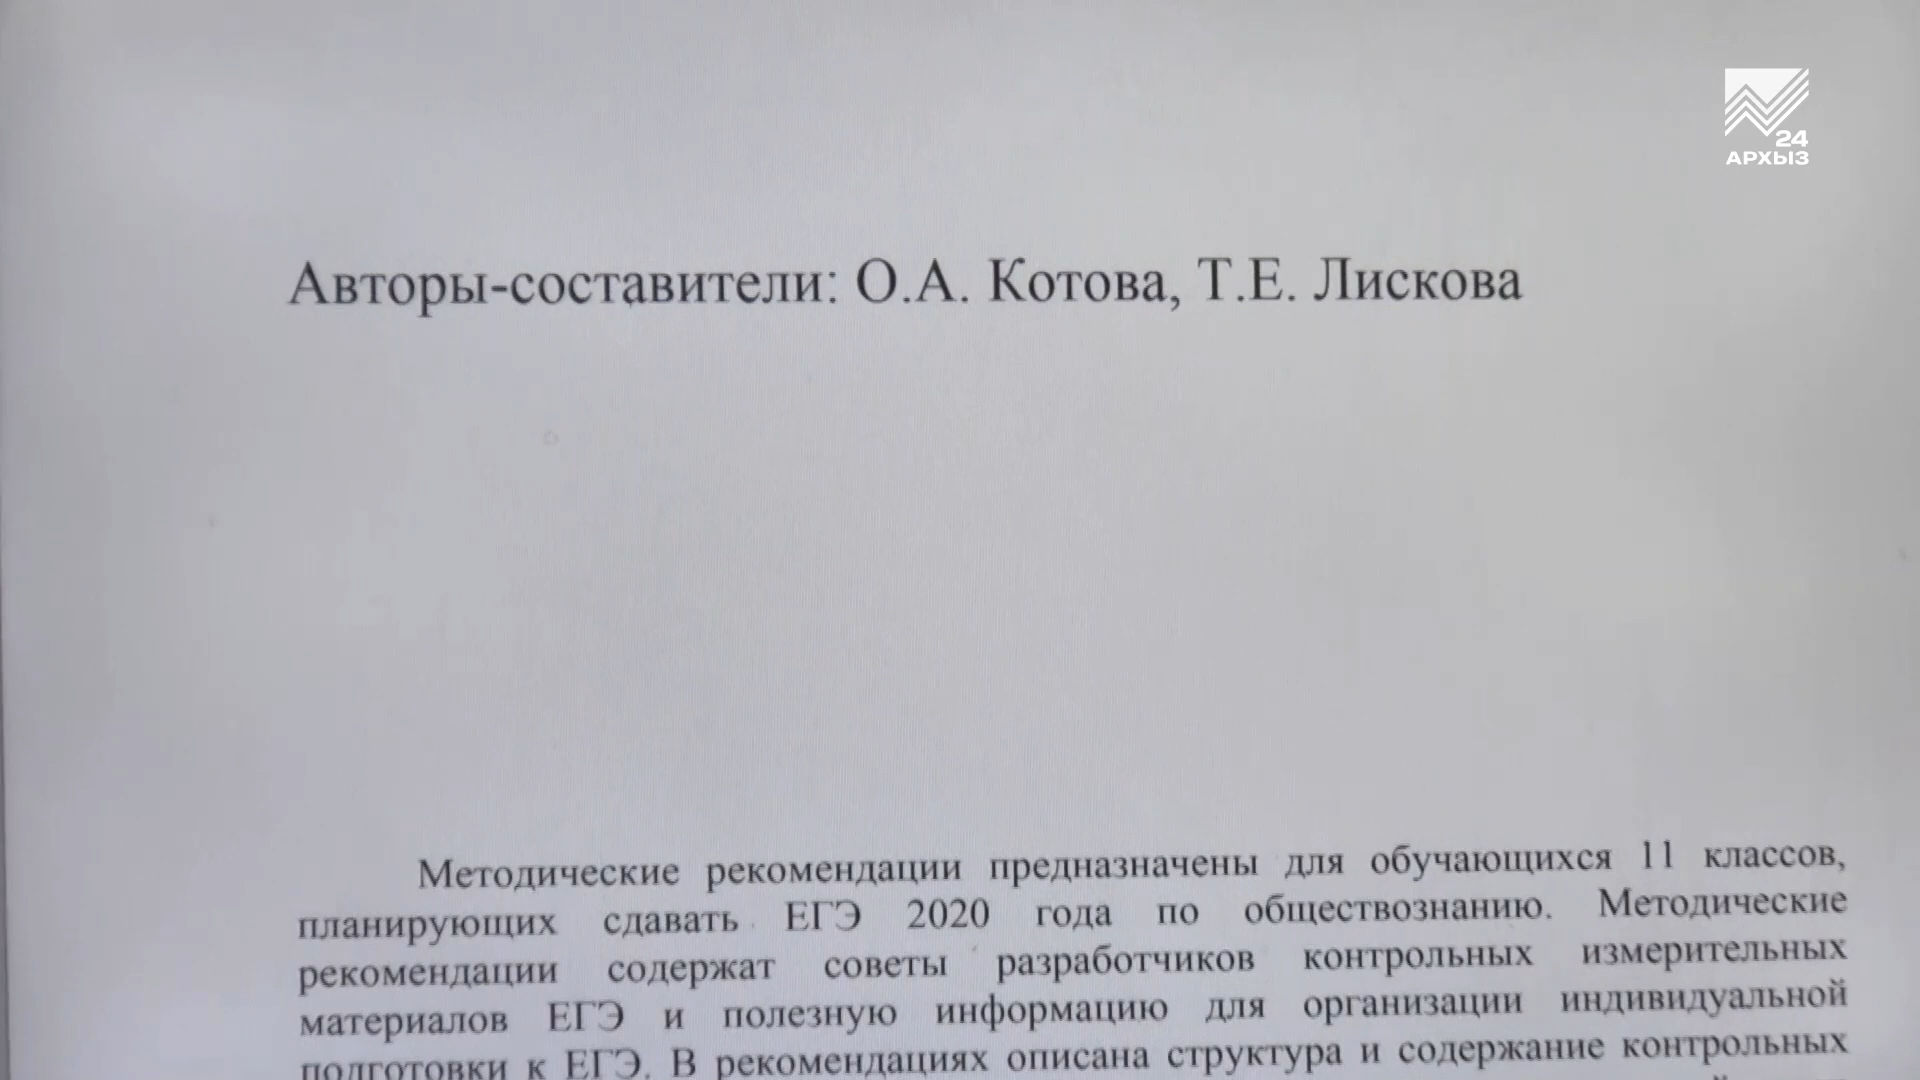 24
АРХЫЗ
Авторы-составители: О.А. Котова, Т.Е. Лискова
Методические рекомендации предназначены для обучающихся 11 классов,
планирующих сдавать ЕГЭ 2020 года по обществознанию. Методические
рекомендации содержат советы разработчиков контрольных измерительных
материалов ЕГЭ и полезную информацию для организации индивидуальной
подготовки к ЕГЭ. В рекомендациях описана структура и содержание контрольных